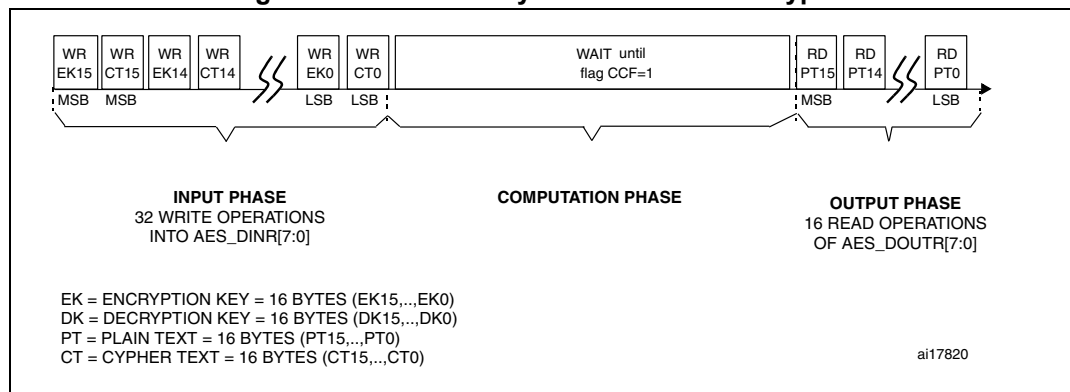 WR EK15 WR CT15 WR EK14 WR CT14 WR EK0 WR CT0 WAIT until flag CCF=1 RD PT15 RD PT14 RD PT0
MSB MSB LSB LSB MSB LSB
INPUT PHASE
32 WRITE OPERATIONS
INTO AES_DINR[7:0]
COMPUTATION PHASE
OUTPUT PHASE
16 READ OPERATIONS
OF AES_DOUTR[7:0]
EK = ENCRYPTION KEY = 16 BYTES (EK15,..,EK0)
DK = DECRYPTION KEY = 16 BYTES (DK15,..,DK0)
PT = PLAIN TEXT = 16 BYTES (PT15,..,PT0)
CT = CYPHER TEXT = 16 BYTES (CT15,..,CT0)
ai17820